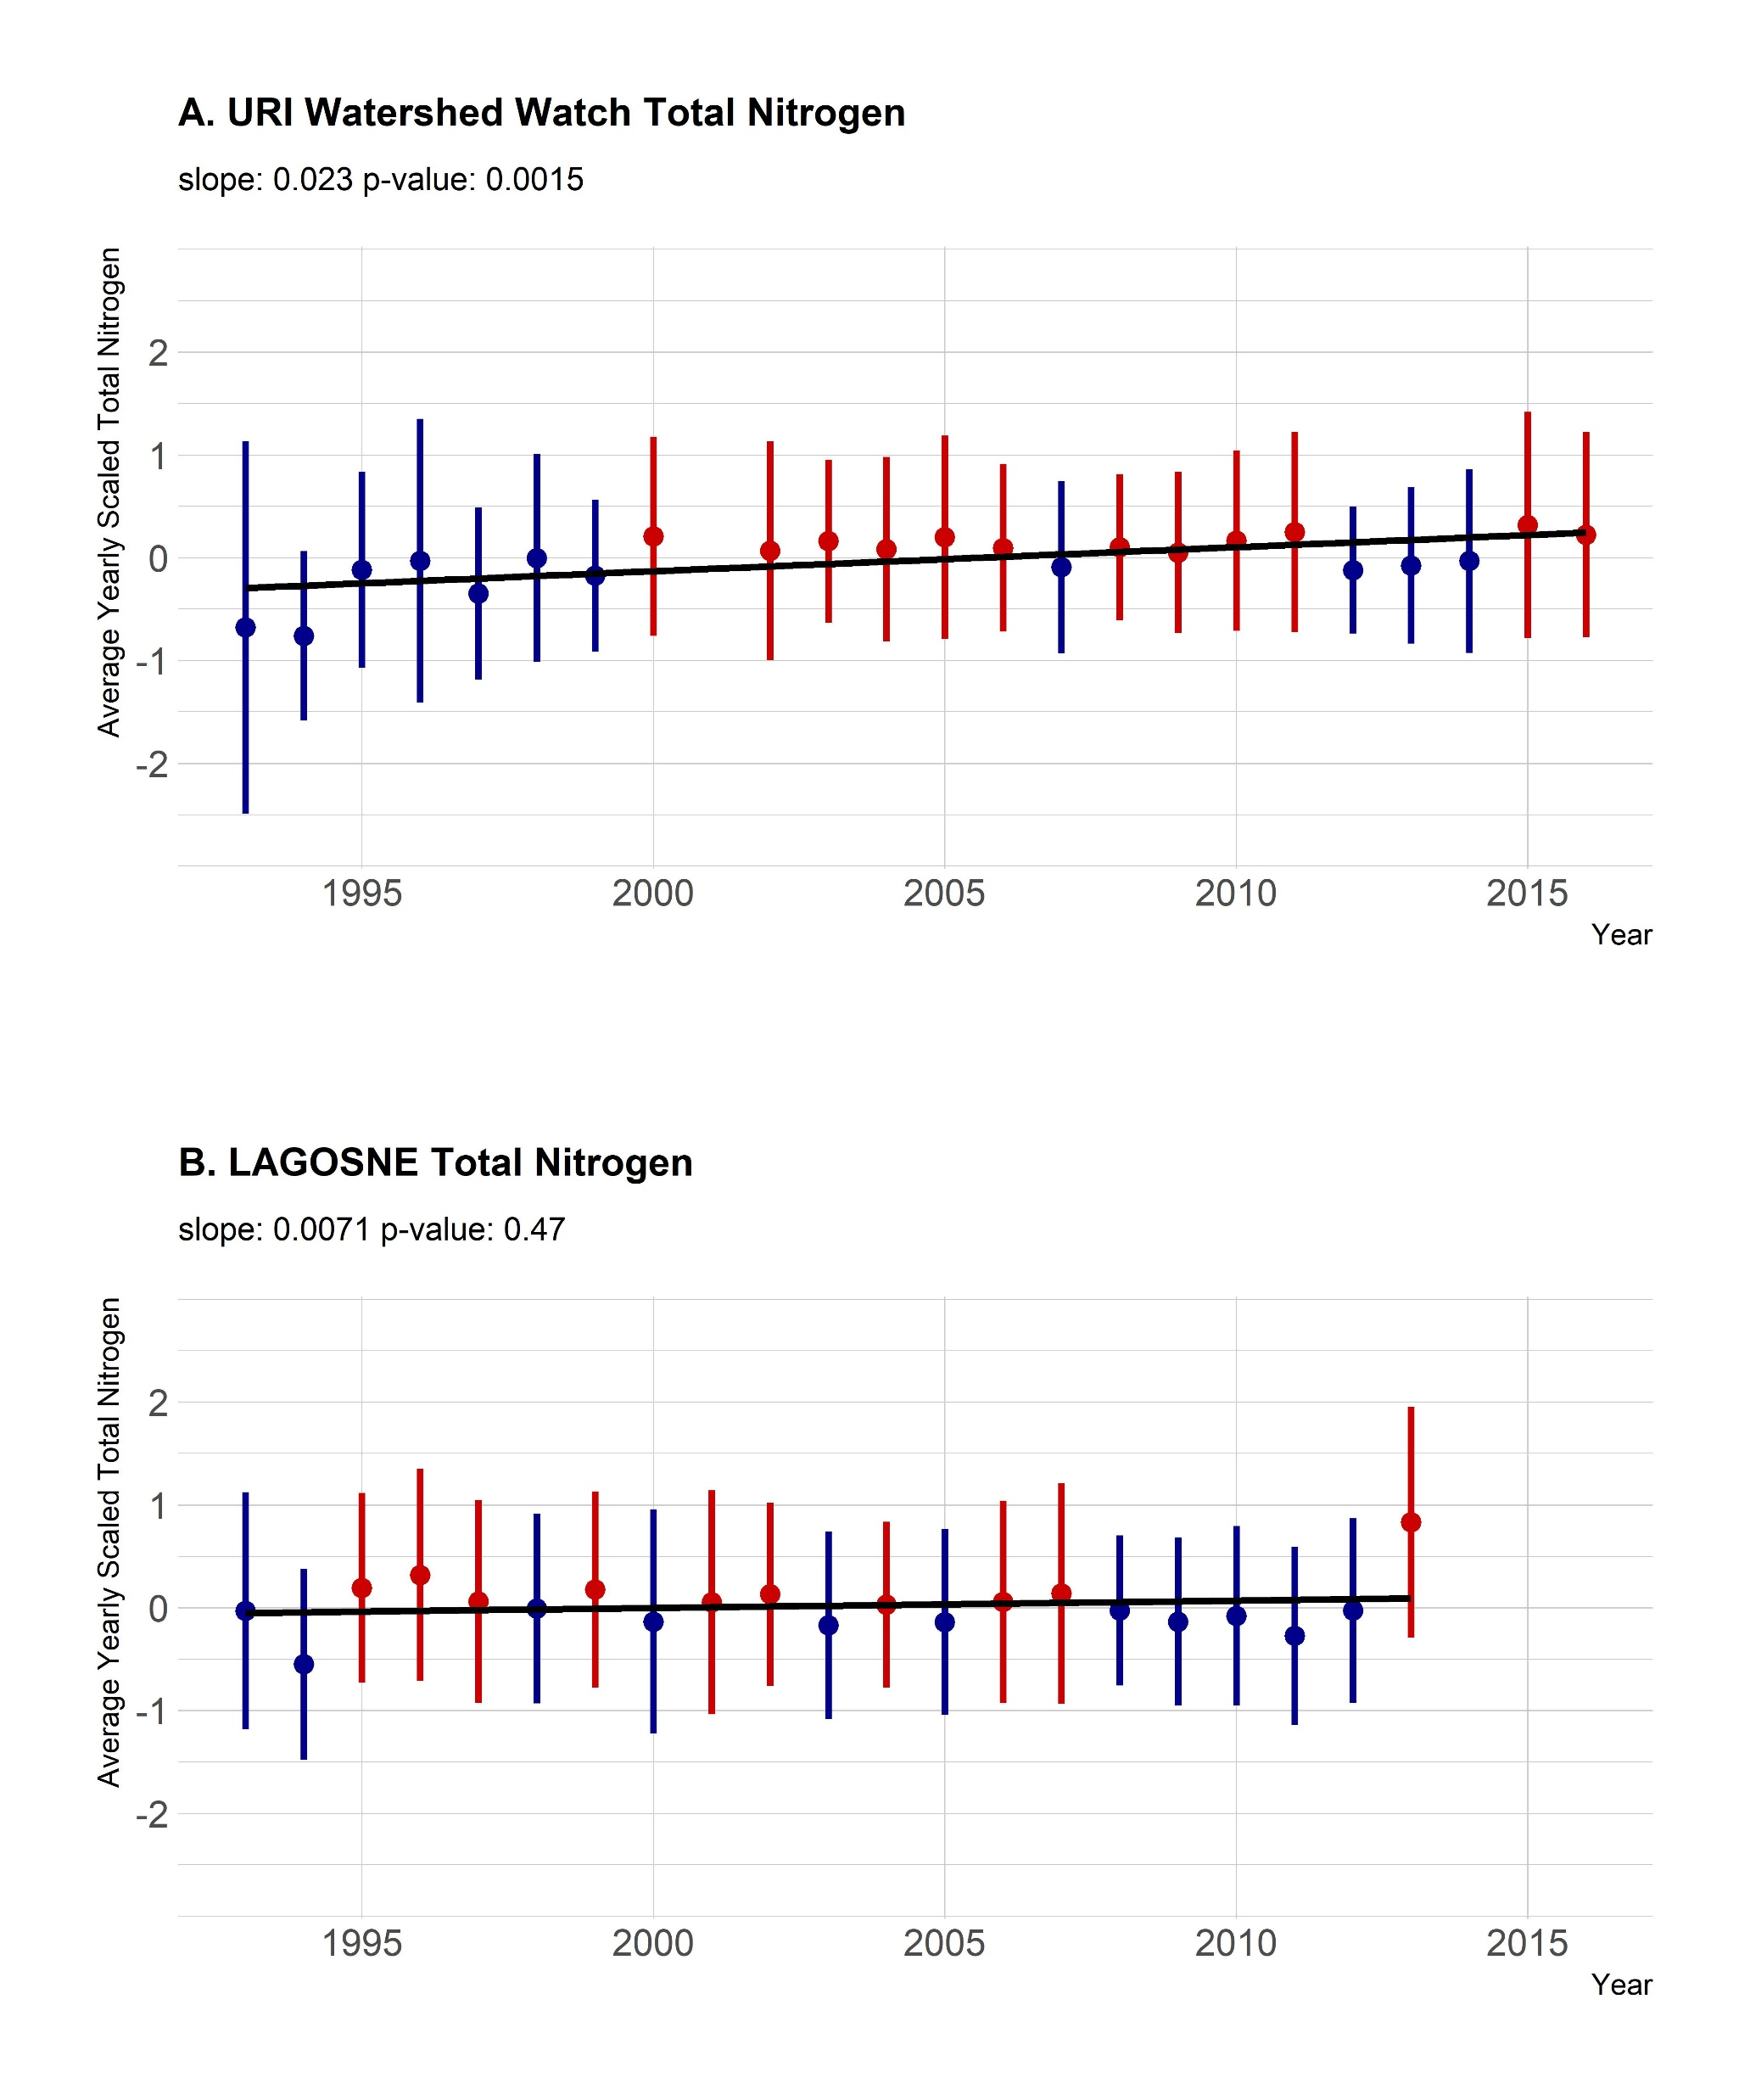 A. URI Watershed Watch Total Nitrogen
slope: 0.023 p-value: 0.0015
Average Yearly Scaled Total Nitrogen
2
1
0
-1
-2
1995 2000 2005 2010 2015
Year
B. LAGOSNE Total Nitrogen
slope: 0.0071 p-value: 0.47
Average Yearly Scaled Total Nitrogen
2
1
0
-1
-2
1995 2000 2005 2010 2015
Year